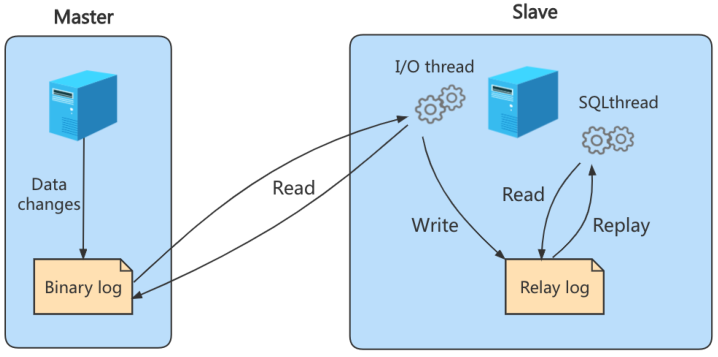 Master
Slave
I/O thread
SQLthread
Data
changes
Read
Read
Write
Replay
Binary log
Relay log